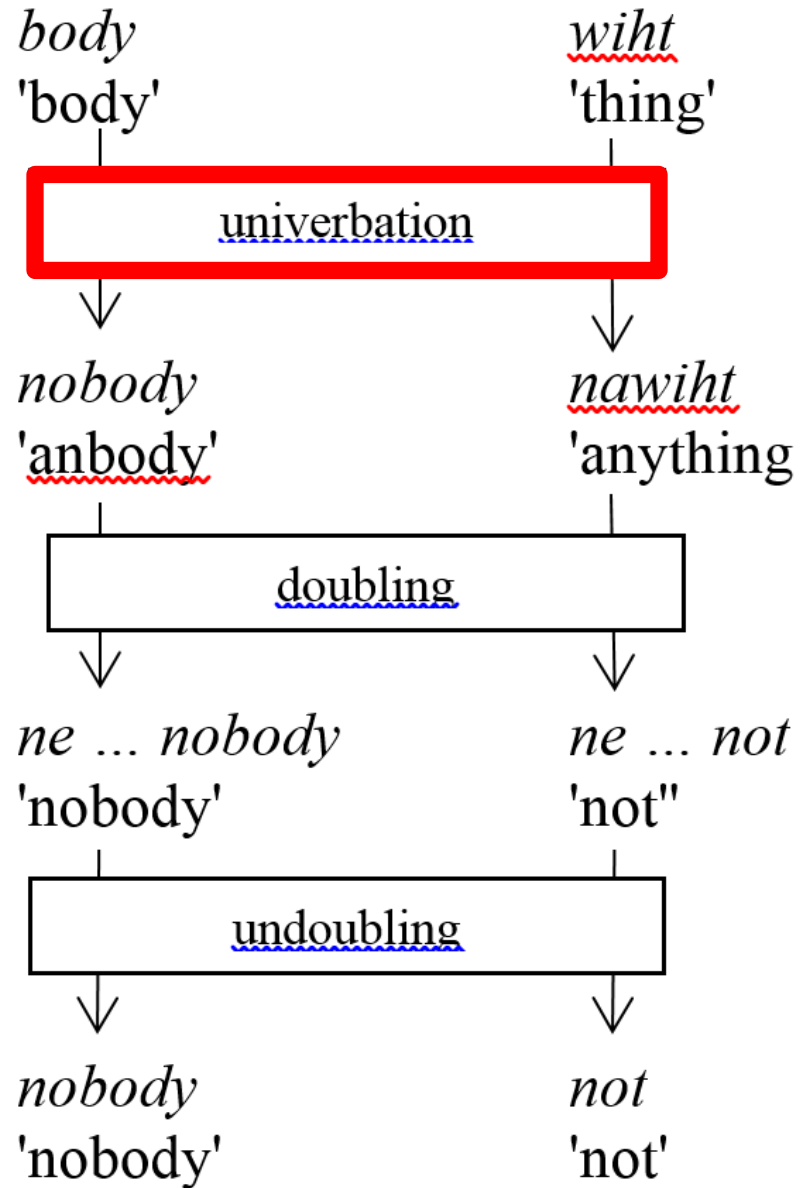 body wiht
'body' 'thing'
univerbation
nobody nawiht
'anbody' 'anything
doubling
ne ... nobody ne ... not
'nobody' 'not''
undoubling
nobody not
'nobody' 'not'